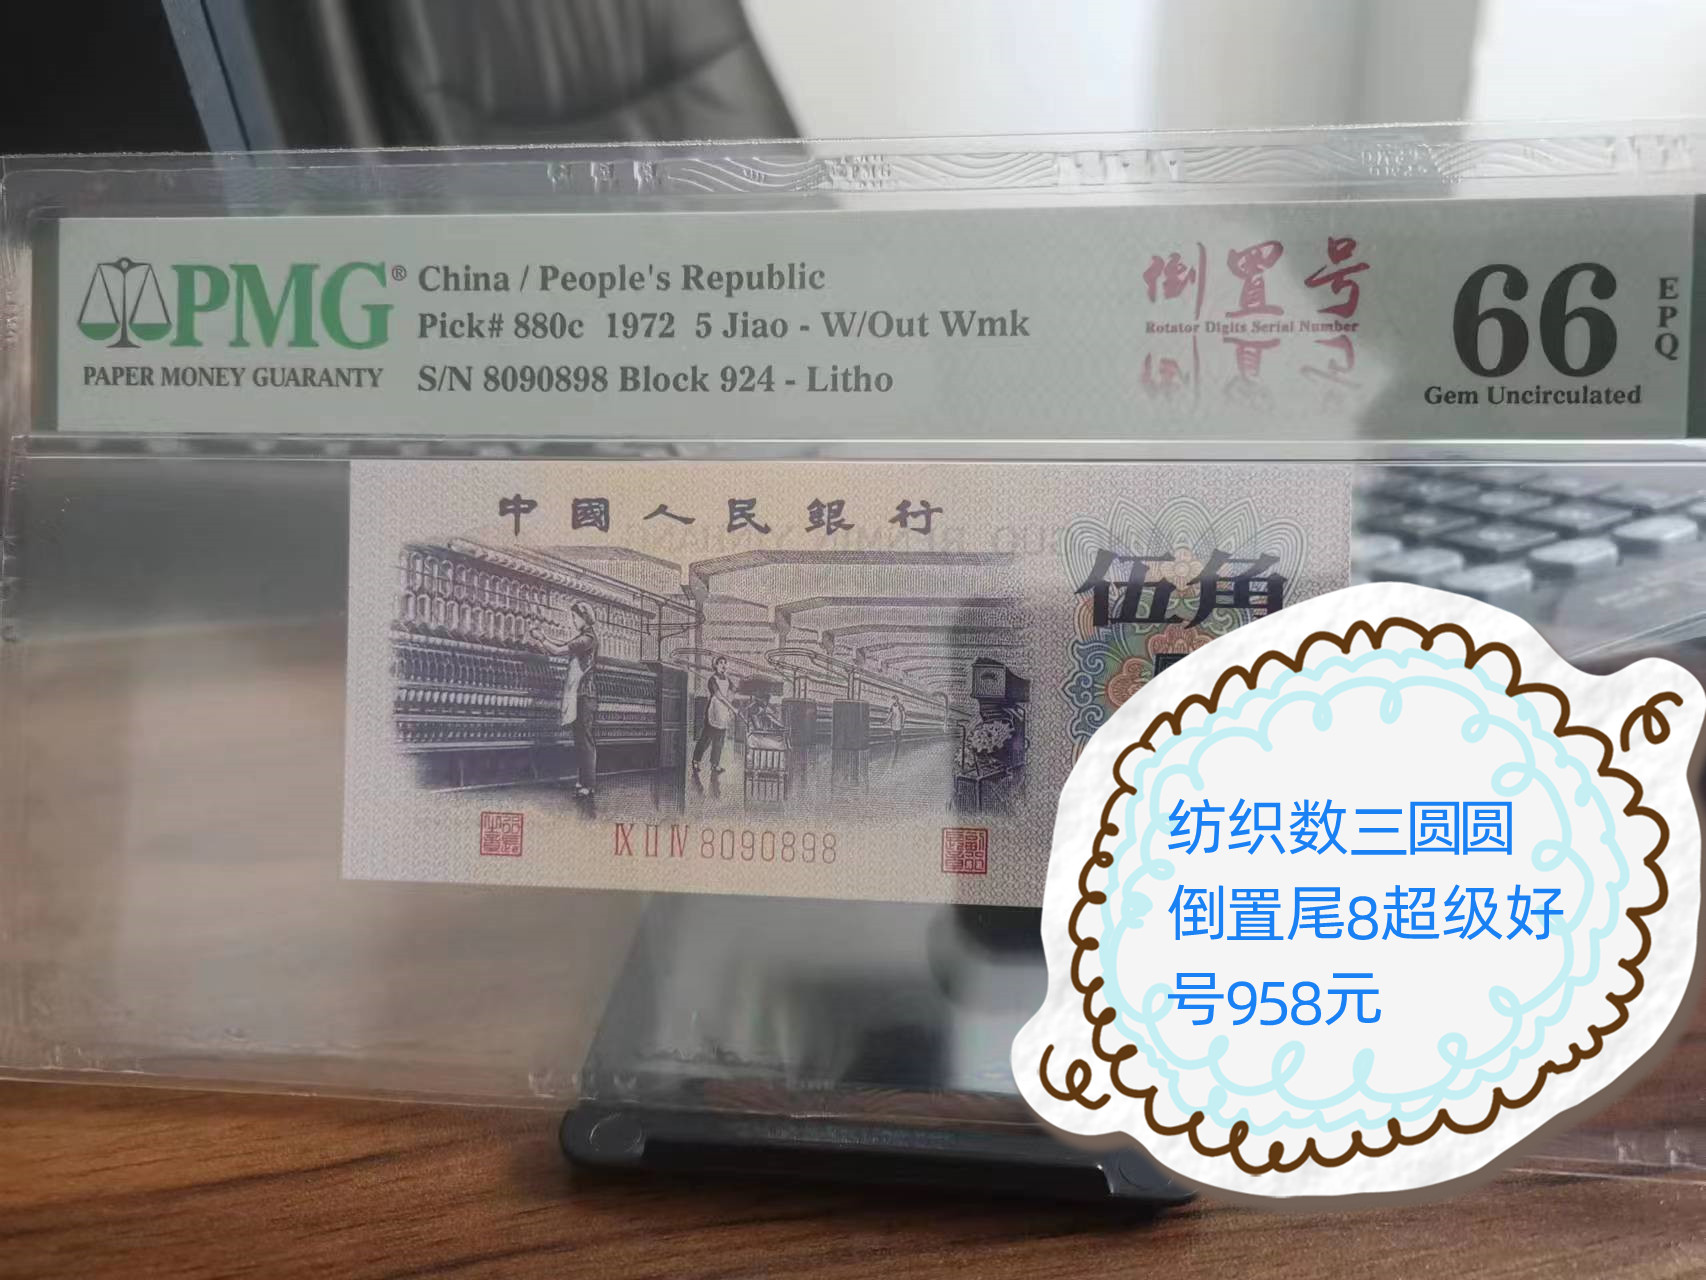 PMG®
PAPER MONEY GUARANTY
China / People's Republic
Pick# 880c 1972 5 Jiao - W/Out Wmk
S/N 8090898 Block 924 - Litho
倒置号
Rotator Digits Serial Number
66
EPQ
Gem Uncirculated
中國人民銀行
伍角
IX II IV 8090898
纺织数三圆圆
倒置尾8超级好
号958元